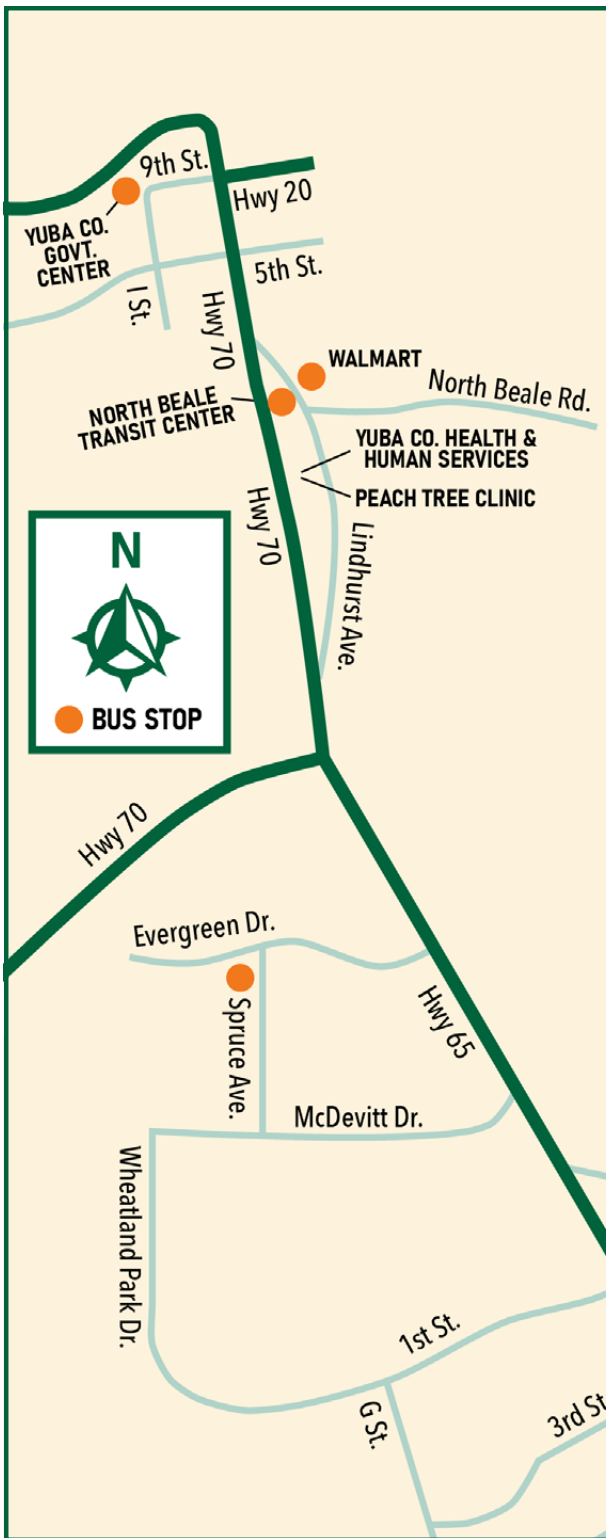 9th St.
Hwy 20
YUBA CO.
GOVT.
CENTER
5th St.
I St.
Hwy 70
WALMART
North Beale Rd.
NORTH BEALE
TRANSIT CENTER
YUBA CO. HEALTH &
HUMAN SERVICES
PEACH TREE CLINIC
Hwy 70
Lindhurst Ave.
N
BUS STOP
Hwy 70
Evergreen Dr.
Spruce Ave.
Hwy 65
McDevitt Dr.
Wheatland Park Dr.
1st St.
G St.
3rd St